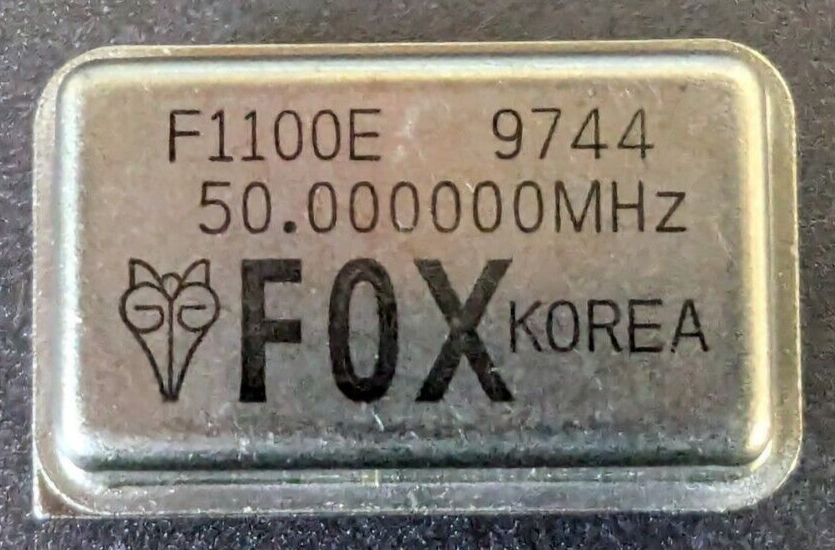 F1100E 9744
50.000000MHz
FOX KOREA